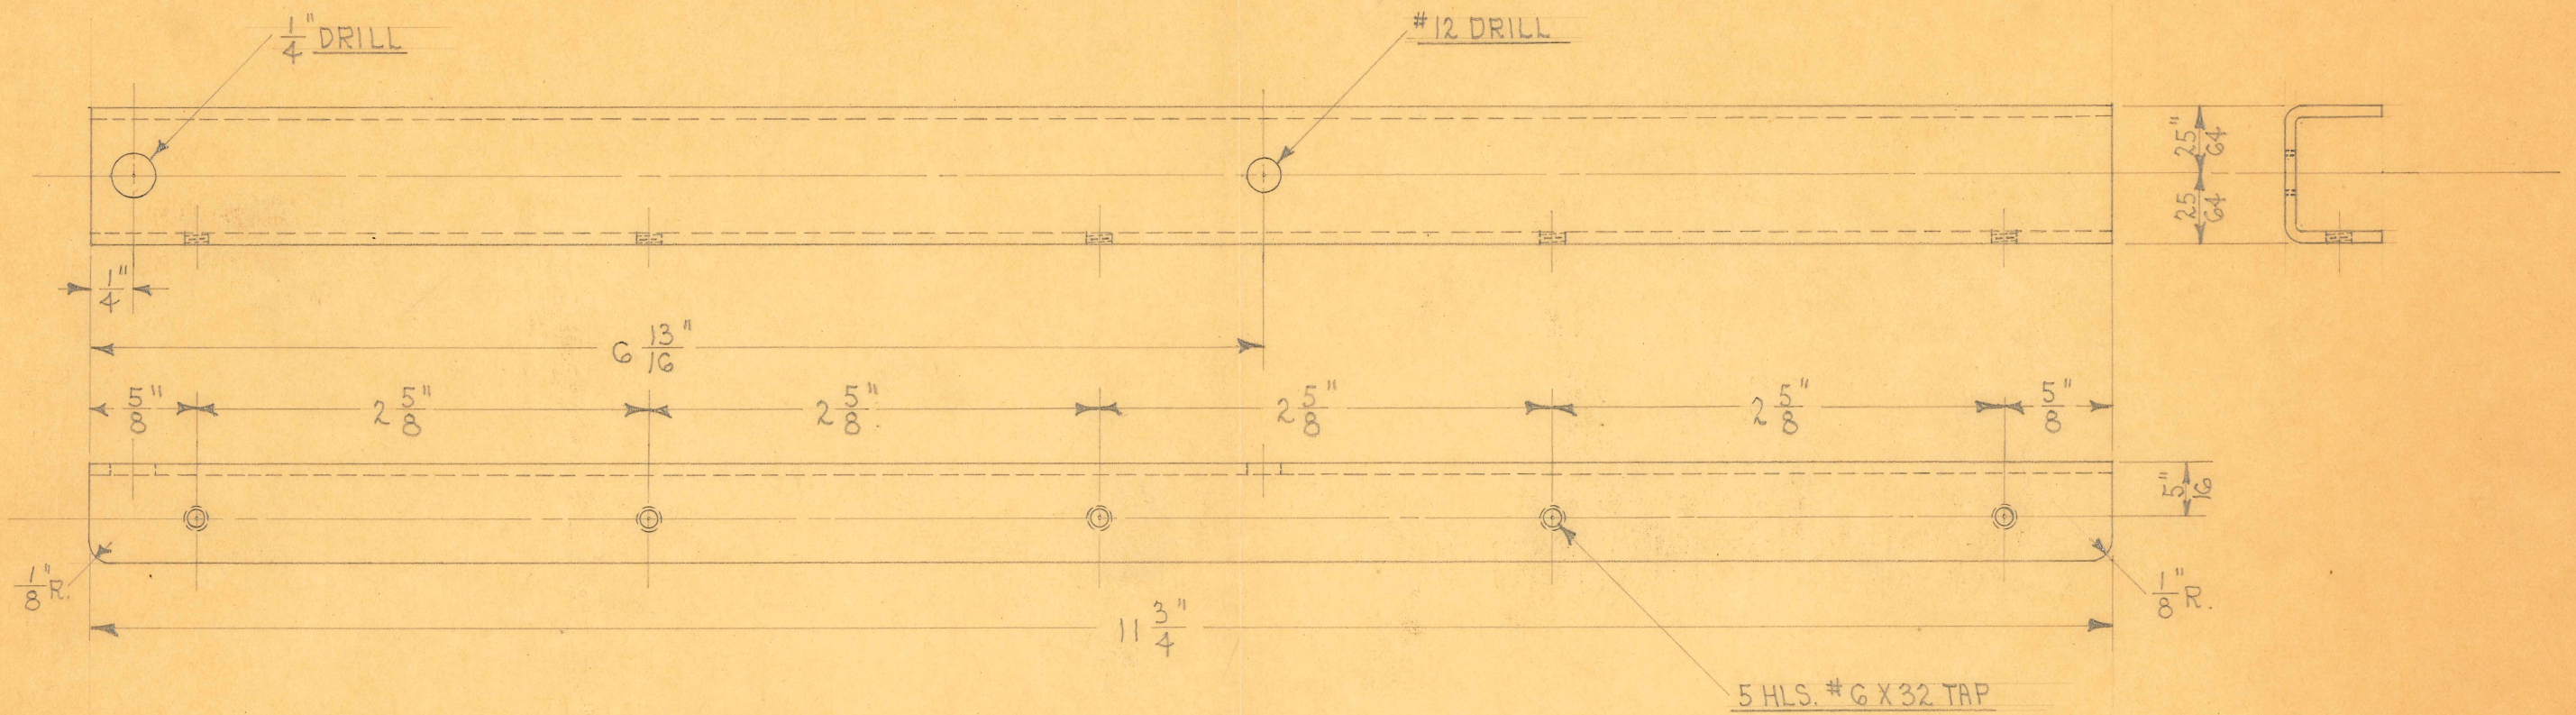 1/4" DRILL
#12 DRILL
25"/64
25/64
1/4"
6 13/16"
5/8"
2 5/8"
2 5/8"
2 5/8"
2 5/8"
5/8"
5"/16
1/8" R.
1/8" R.
11 3/4"
5 HLS. #6 X 32 TAP